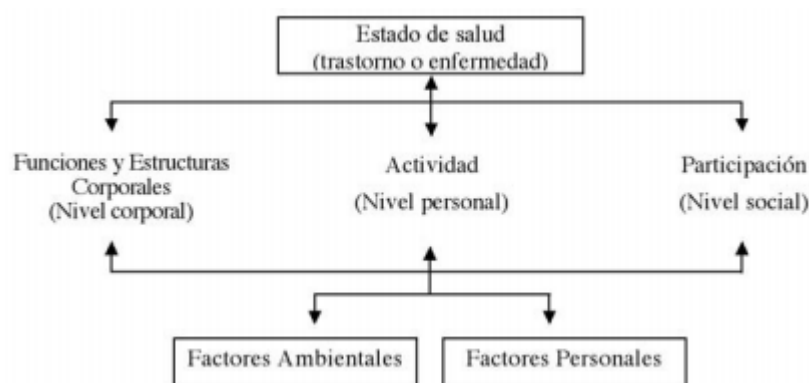 Estado de salud
(trastorno o enfermedad)
Funciones y Estructuras
Corporales
(Nivel corporal)
Actividad
(Nivel personal)
Participación
(Nivel social)
Factores Ambientales
Factores Personales